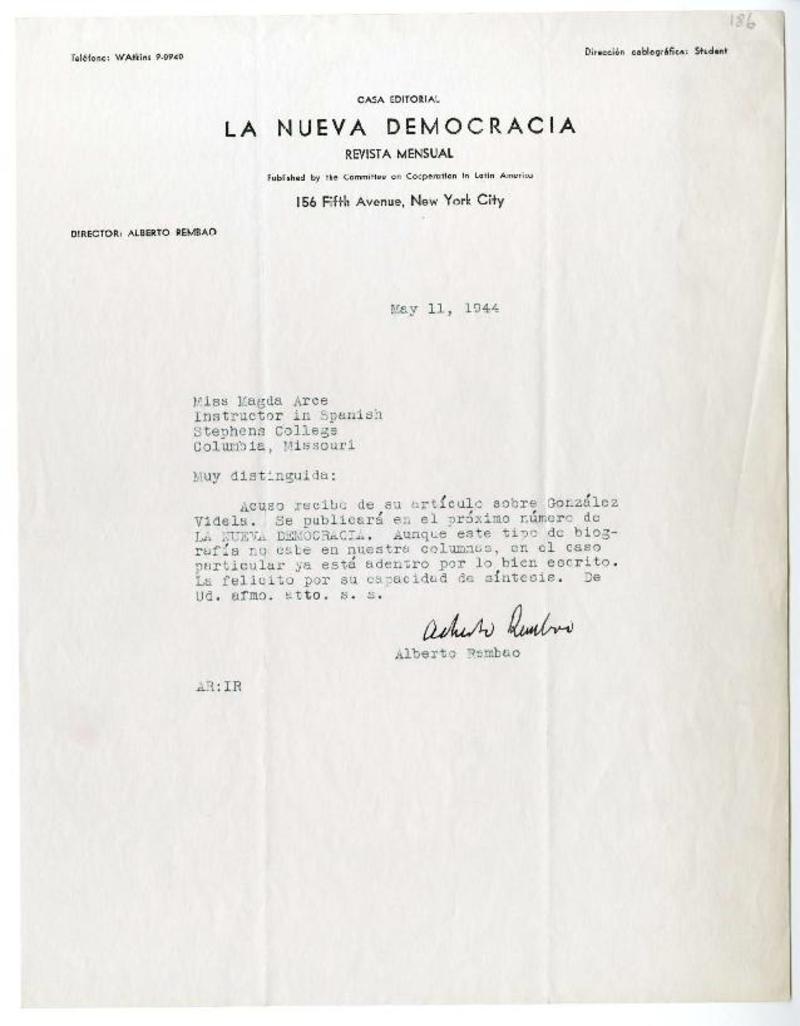 186
Teléfono: WAtkins 9-0940
Dirección cablográfica: Student
CASA EDITORIAL
LA NUEVA DEMOCRACIA
REVISTA MENSUAL
Published by the Committee on Cooperation in Latin America
156 Fifth Avenue, New York City
DIRECTOR: ALBERTO REMBAO
May 11, 1944
Miss Magda Arce
Instructor in Spanish
Stephens College
Columbia, Missouri
Muy distinguida:
Acuso recibo de su artículo sobre González
Videla. Se publicará en el próximo número de
LA NUEVA DEMOCRACIA. Aunque este tipo de biog-
rafía no cabe en nuestra columnas, en el caso
particular ya está adentro por lo bien escrito.
La felicito por su capacidad de síntesis. De
Ud. afmo. atto. s. s.
Alberto Rembao
Alberto Rembao
AR:IR